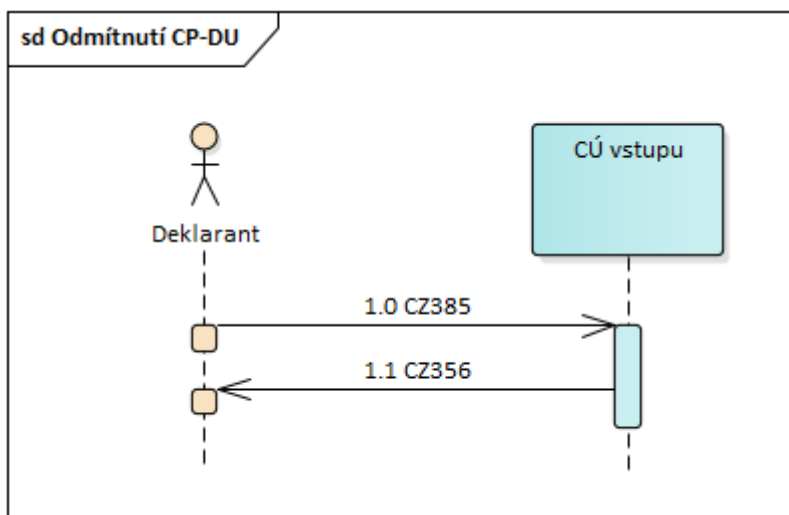 sd Odmítnutí CP-DU
CÚ vstupu
Deklarant
1.0 CZ385
1.1 CZ356